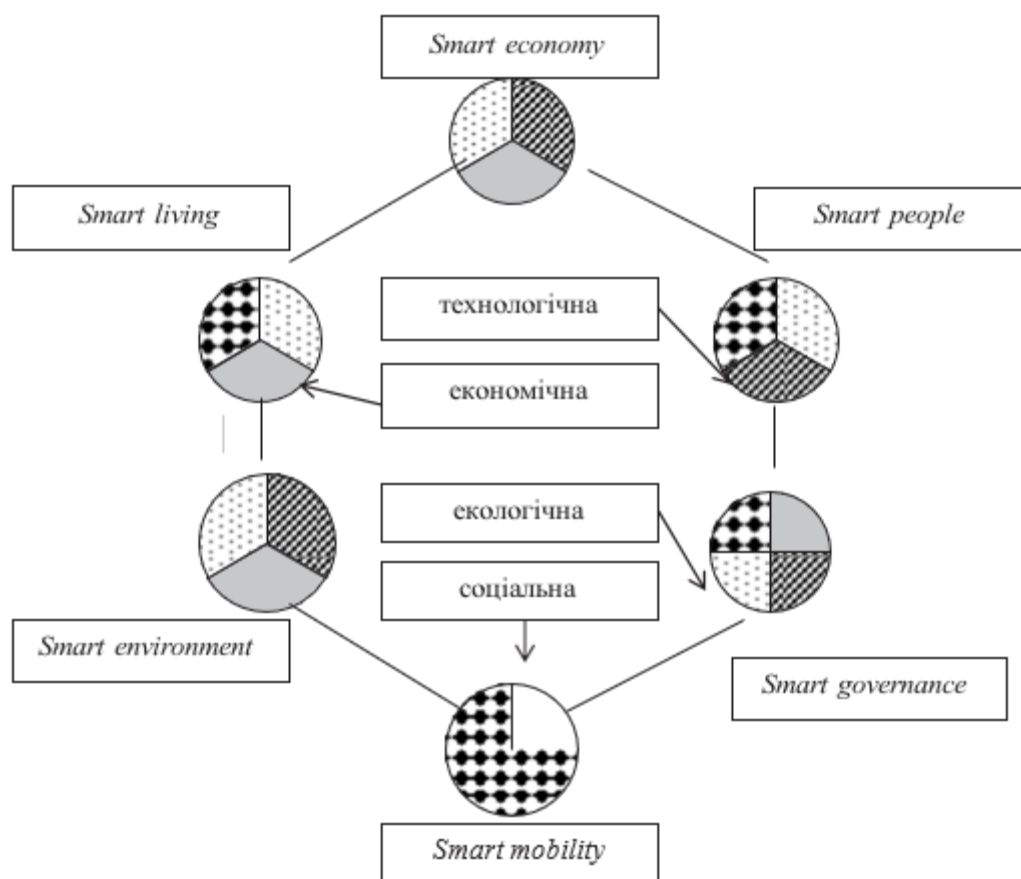 Smart economy
Smart living
Smart people
технологічна
економічна
екологічна
соціальна
Smart environment
Smart governance
Smart mobility